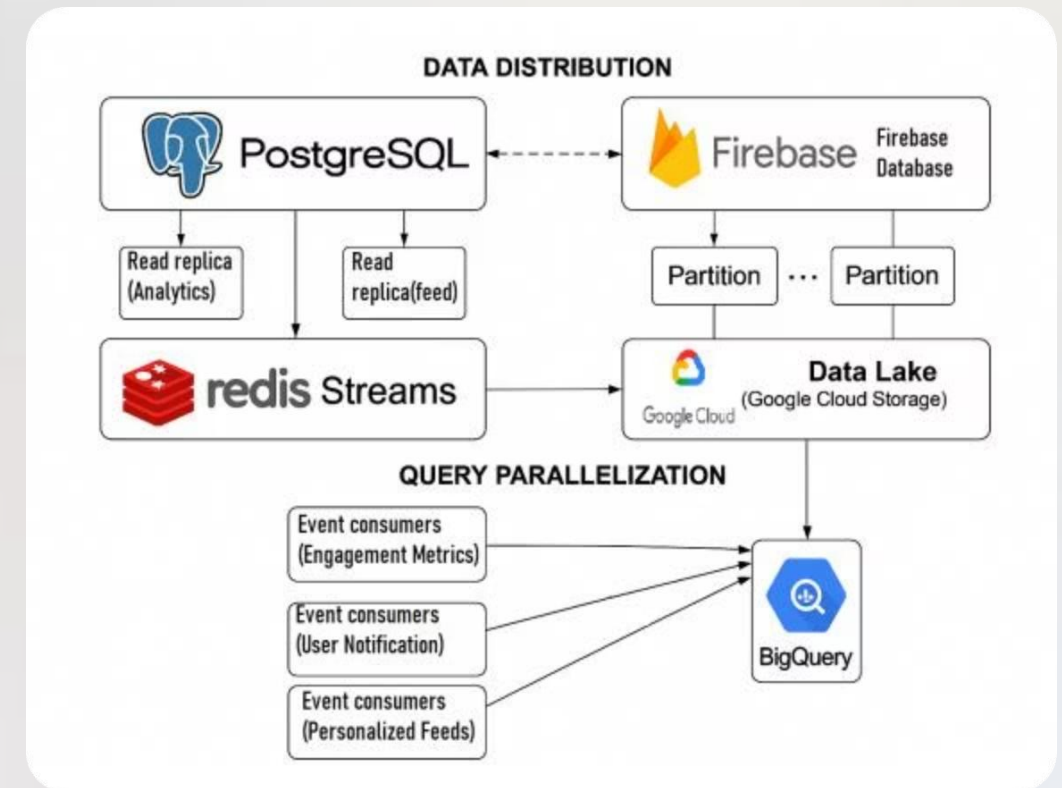 DATA DISTRIBUTION
PostgreSQL
Firebase
Firebase
Database
Read replica
(Analytics)
Read
replica(feed)
Partition
...
Partition
redis Streams
Google Cloud
Data Lake
(Google Cloud Storage)
QUERY PARALLELIZATION
Event consumers
(Engagement Metrics)
Event consumers
(User Notification)
Event consumers
(Personalized Feeds)
BigQuery